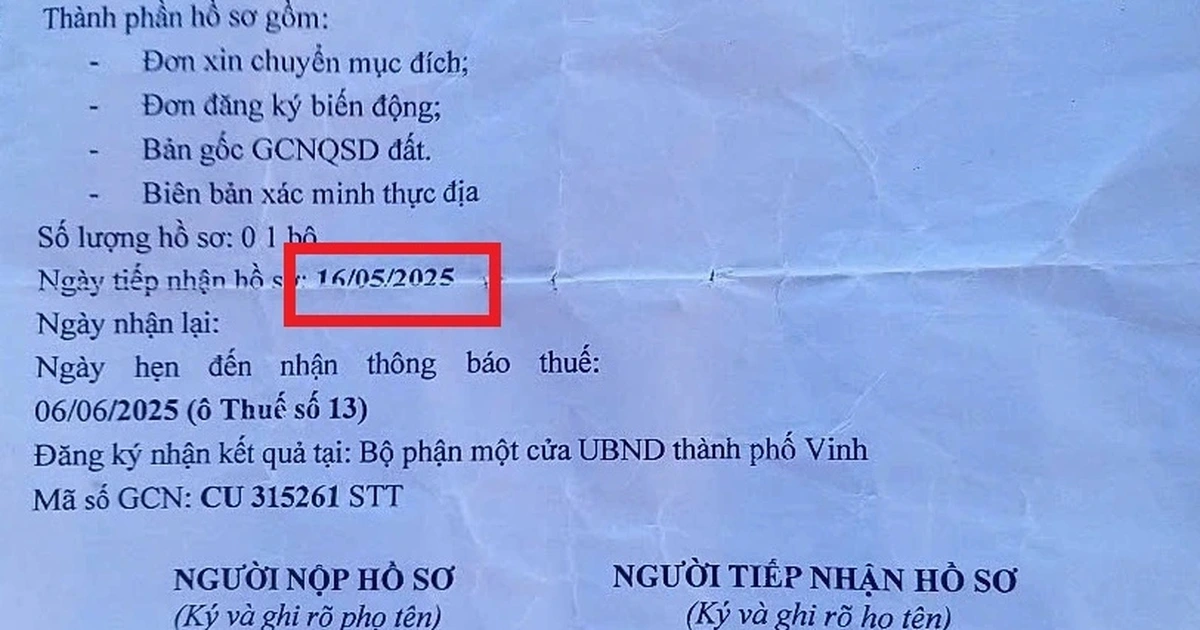 Thành phần hồ sơ gồm:
- Đơn xin chuyển mục đích;
- Đơn đăng ký biến động;
- Bản gốc GCNQSD đất.
- Biên bản xác minh thực địa
Số lượng hồ sơ: 0 1 bộ
Ngày tiếp nhận hồ sơ: 16/05/2025
Ngày nhận lại:
Ngày hẹn đến nhận thông báo thuế:
06/06/2025 (ô Thuế số 13)
Đăng ký nhận kết quả tại: Bộ phận một cửa UBND thành phố Vinh
Mã số GCN: CU 315261 STT
NGƯỜI NỘP HỒ SƠ
(Ký và ghi rõ phọ tên)
NGƯỜI TIẾP NHẬN HỒ SƠ
(Ký và ghi rõ họ tên)